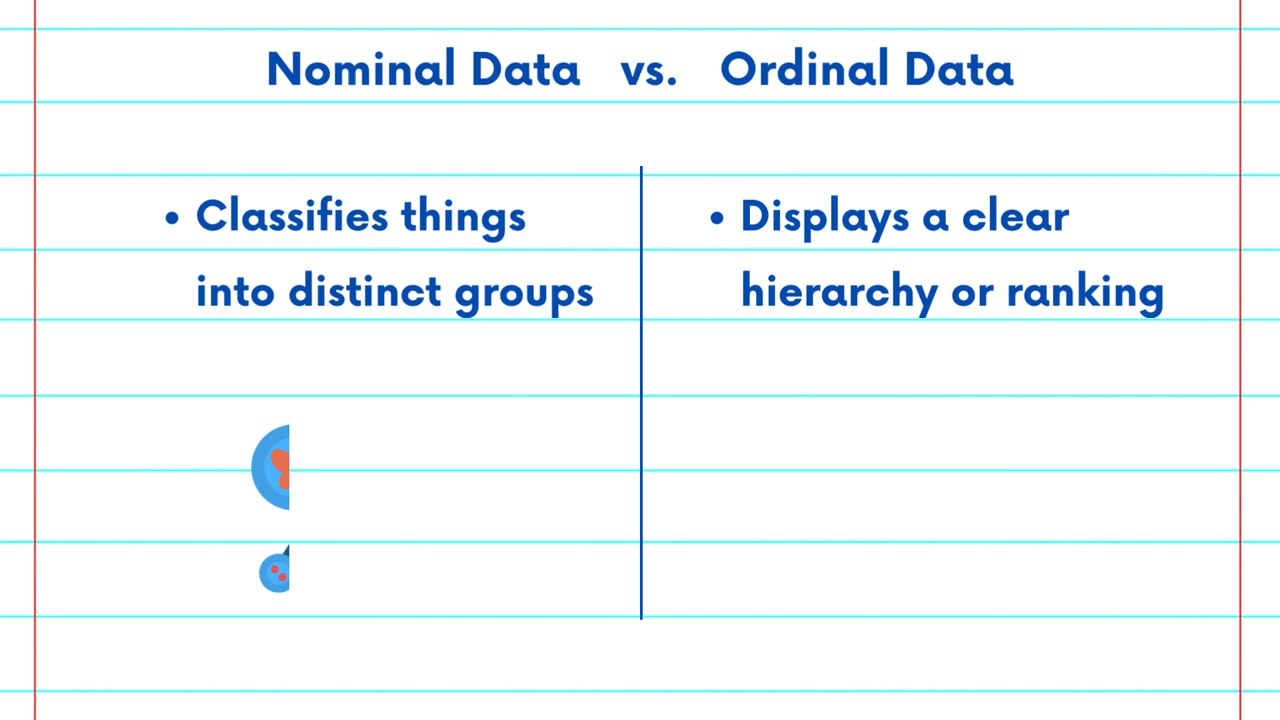 Nominal Data vs. Ordinal Data
• Classifies things
into distinct groups
• Displays a clear
hierarchy or ranking